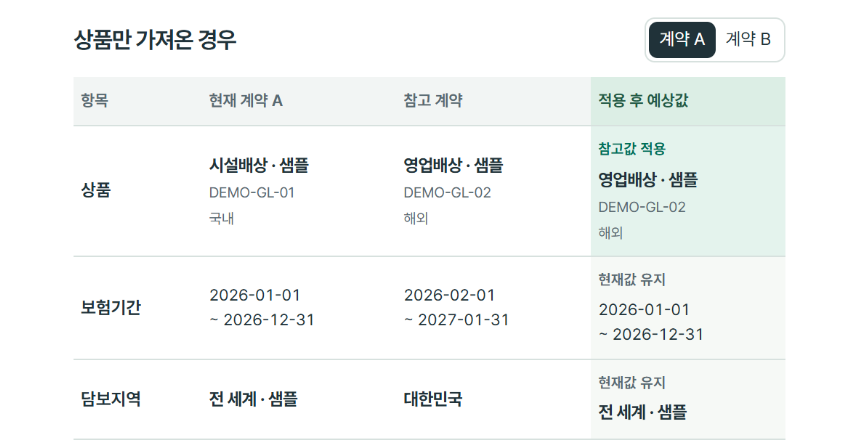 상품만 가져온 경우
계약 A 계약 B
항목 현재 계약 A 참고 계약 적용 후 예상값
상품
시설배상 · 샘플
DEMO-GL-01
국내
영업배상 · 샘플
DEMO-GL-02
해외
참고값 적용
영업배상 · 샘플
DEMO-GL-02
해외
보험기간
2026-01-01
~ 2026-12-31
2026-02-01
~ 2027-01-31
현재값 유지
2026-01-01
~ 2026-12-31
담보지역
전 세계 · 샘플
대한민국
현재값 유지
전 세계 · 샘플